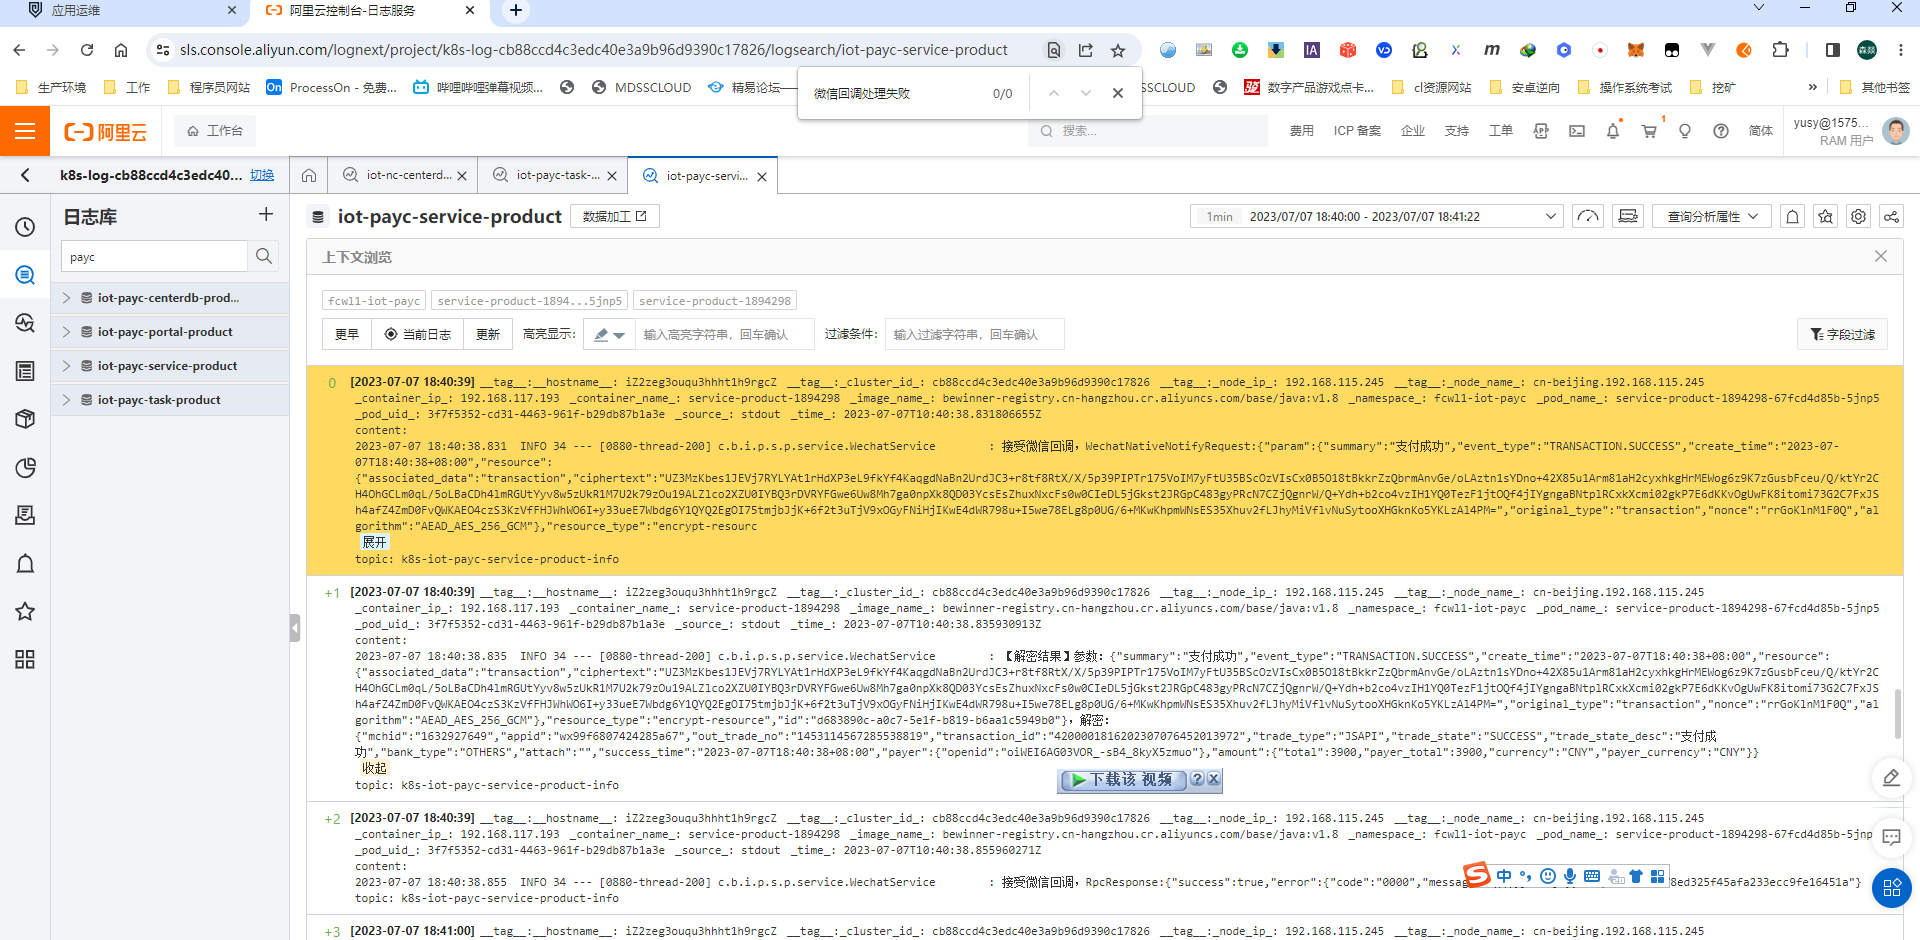 应用运维
阿里云控制台-日志服务
sls.console.aliyun.com/lognext/project/k8s-log-cb88ccd4c3edc40e3a9b96d9390c17826/logsearch/iot-payc-service-product
生产环境 工作 程序员网站 ProcessOn - 免费... 哔哩哔哩弹幕视频... MDSSCLOUD 精易论坛—— SSCLOUD 数字产品游戏点卡... cl资源网站 安卓逆向 操作系统考试 挖矿 » 其他书签
微信回调处理失败 0/0
阿里云 工作台 搜索... 费用 ICP 备案 企业 支持 工单 简体 yusy@1575...
RAM 用户
k8s-log-cb88ccd4c3edc40... 切换
iot-nc-centerd... iot-payc-task-... iot-payc-servi...
日志库
payc
iot-payc-centerdb-prod...
iot-payc-portal-product
iot-payc-service-product
iot-payc-task-product
iot-payc-service-product 数据加工 1min 2023/07/07 18:40:00 - 2023/07/07 18:41:22 查询分析属性
上下文浏览
fcwl1-iot-payc service-product-1894...5jnp5 service-product-1894298
更早 当前日志 更新 高亮显示: 输入高亮字符串，回车确认 过滤条件: 输入过滤字符串，回车确认 字段过滤
0 [2023-07-07 18:40:39] __tag__:__hostname__: iZ2zeg3ouqu3hhht1h9rgcZ __tag__:_cluster_id_: cb88ccd4c3edc40e3a9b96d9390c17826 __tag__:_node_ip_: 192.168.115.245 __tag__:_node_name_: cn-beijing.192.168.115.245
_container_ip_: 192.168.117.193 _container_name_: service-product-1894298 _image_name_: bewinner-registry.cn-hangzhou.cr.aliyuncs.com/base/java:v1.8 _namespace_: fcwl1-iot-payc _pod_name_: service-product-1894298-67fcd4d85b-5jnp5
_pod_uid_: 3f7f5352-cd31-4463-961f-b29db87b1a3e _source_: stdout _time_: 2023-07-07T10:40:38.831806655Z
content:
2023-07-07 18:40:38.831 INFO 34 --- [0880-thread-200] c.b.i.p.s.p.service.WechatService : 接受微信回调，WechatNativeNotifyRequest:{"param":{"summary":"支付成功","event_type":"TRANSACTION.SUCCESS","create_time":"2023-07-
07T18:40:38+08:00","resource":
{"associated_data":"transaction","ciphertext":"UZ3MzKbes1JEVj7RYLYAt1rHdXP3eL9fkYf4KaqgdNaBn2UrdJC3+r8tf8RtX/X/5p39PIPTr175VoIM7yFtU35BScOzVIsCx0B5O18tBkkrZzQbrmAnvGe/oLAztn1sYDno+42X85u1Arm81aH2cyxhkgHrMEWog6z9K7zGusbFceu/Q/ktYr2C
H4OhGCLm0qL/5oLBaCDh4lmRGUtYyv8w5zUkR1M7U2k79zOu19ALZlco2XZU0IYBQ3rDVRYFGwe6Uw8Mh7ga0npXk8QD03YcsEsZhuxNxcFs0w0CIeDL5jGkst2JRGpC483gyPRcN7CZjQgnrW/Q+Ydh+b2co4vzIH1YQ0TezF1jtOQf4jIYgngaBNtplRCxkXcmi02gkP7E6dKKvOgUwFK8itomi73G2C7FxJS
h4afZ4ZmD0FvQWKAEO4czS3KzVfFHJWhWO6I+y33ueE7Wbdg6Y1QYQ2EgOI75tmjbJjK+6f2t3uTjV9xOGyFNiHjIKwE4dWR798u+I5we78ELg8p0UG/6+MKwKhpmWNsES35Xhuv2fLJhyMiVflvNuSytooXHGknKo5YKLzAl4PM=","original_type":"transaction","nonce":"rrGoKlnM1F0Q","al
gorithm":"AEAD_AES_256_GCM"},"resource_type":"encrypt-resourc
展开
topic: k8s-iot-payc-service-product-info
+1 [2023-07-07 18:40:39] __tag__:__hostname__: iZ2zeg3ouqu3hhht1h9rgcZ __tag__:_cluster_id_: cb88ccd4c3edc40e3a9b96d9390c17826 __tag__:_node_ip_: 192.168.115.245 __tag__:_node_name_: cn-beijing.192.168.115.245
_container_ip_: 192.168.117.193 _container_name_: service-product-1894298 _image_name_: bewinner-registry.cn-hangzhou.cr.aliyuncs.com/base/java:v1.8 _namespace_: fcwl1-iot-payc _pod_name_: service-product-1894298-67fcd4d85b-5jnp5
_pod_uid_: 3f7f5352-cd31-4463-961f-b29db87b1a3e _source_: stdout _time_: 2023-07-07T10:40:38.835930913Z
content:
2023-07-07 18:40:38.835 INFO 34 --- [0880-thread-200] c.b.i.p.s.p.service.WechatService : 【解密结果】参数：{"summary":"支付成功","event_type":"TRANSACTION.SUCCESS","create_time":"2023-07-07T18:40:38+08:00","resource":
{"associated_data":"transaction","ciphertext":"UZ3MzKbes1JEVj7RYLYAt1rHdXP3eL9fkYf4KaqgdNaBn2UrdJC3+r8tf8RtX/X/5p39PIPTr175VoIM7yFtU35BScOzVIsCx0B5O18tBkkrZzQbrmAnvGe/oLAztn1sYDno+42X85u1Arm81aH2cyxhkgHrMEWog6z9K7zGusbFceu/Q/ktYr2C
H4OhGCLm0qL/5oLBaCDh4lmRGUtYyv8w5zUkR1M7U2k79zOu19ALZlco2XZU0IYBQ3rDVRYFGwe6Uw8Mh7ga0npXk8QD03YcsEsZhuxNxcFs0w0CIeDL5jGkst2JRGpC483gyPRcN7CZjQgnrW/Q+Ydh+b2co4vzIH1YQ0TezF1jtOQf4jIYgngaBNtplRCxkXcmi02gkP7E6dKKvOgUwFK8itomi73G2C7FxJS
h4afZ4ZmD0FvQWKAEO4czS3KzVfFHJWhWO6I+y33ueE7Wbdg6Y1QYQ2EgOI75tmjbJjK+6f2t3uTjV9xOGyFNiHjIKwE4dWR798u+I5we78ELg8p0UG/6+MKwKhpmWNsES35Xhuv2fLJhyMiVflvNuSytooXHGknKo5YKLzAl4PM=","original_type":"transaction","nonce":"rrGoKlnM1F0Q","al
gorithm":"AEAD_AES_256_GCM"},"resource_type":"encrypt-resource","id":"d683890c-a0c7-5e1f-b819-b6aa1c5949b0"}，解密：
{"mchid":"1632927649","appid":"wx99f6807424285a67","out_trade_no":"1453114567285538819","transaction_id":"4200001816202307076452013972","trade_type":"JSAPI","trade_state":"SUCCESS","trade_state_desc":"支付成
功","bank_type":"OTHERS","attach":"","success_time":"2023-07-07T18:40:38+08:00","payer":{"openid":"oiWEI6AG03VOR_-sB4_8kyX5zmuo"},"amount":{"total":3900,"payer_total":3900,"currency":"CNY","payer_currency":"CNY"}}
收起
下载该 视频
topic: k8s-iot-payc-service-product-info
+2 [2023-07-07 18:40:39] __tag__:__hostname__: iZ2zeg3ouqu3hhht1h9rgcZ __tag__:_cluster_id_: cb88ccd4c3edc40e3a9b96d9390c17826 __tag__:_node_ip_: 192.168.115.245 __tag__:_node_name_: cn-beijing.192.168.115.245
_container_ip_: 192.168.117.193 _container_name_: service-product-1894298 _image_name_: bewinner-registry.cn-hangzhou.cr.aliyuncs.com/base/java:v1.8 _namespace_: fcwl1-iot-payc _pod_name_: service-product-1894298-67fcd4d85b-5jnp
_pod_uid_: 3f7f5352-cd31-4463-961f-b29db87b1a3e _source_: stdout _time_: 2023-07-07T10:40:38.855960271Z
content:
2023-07-07 18:40:38.855 INFO 34 --- [0880-thread-200] c.b.i.p.s.p.service.WechatService : 接受微信回调，RpcResponse:{"success":true,"error":{"code":"0000","messag 8ed325f45afa233ecc9fe16451a"}
中
topic: k8s-iot-payc-service-product-info
+3 [2023-07-07 18:41:00] __tag__:__hostname__: iZ2zeg3ouqu3hhht1h9rgcZ __tag__:_cluster_id_: cb88ccd4c3edc40e3a9b96d9390c17826 __tag__:_node_ip_: 192.168.115.245 __tag__:_node_name_: cn-beijing.192.168.115.245